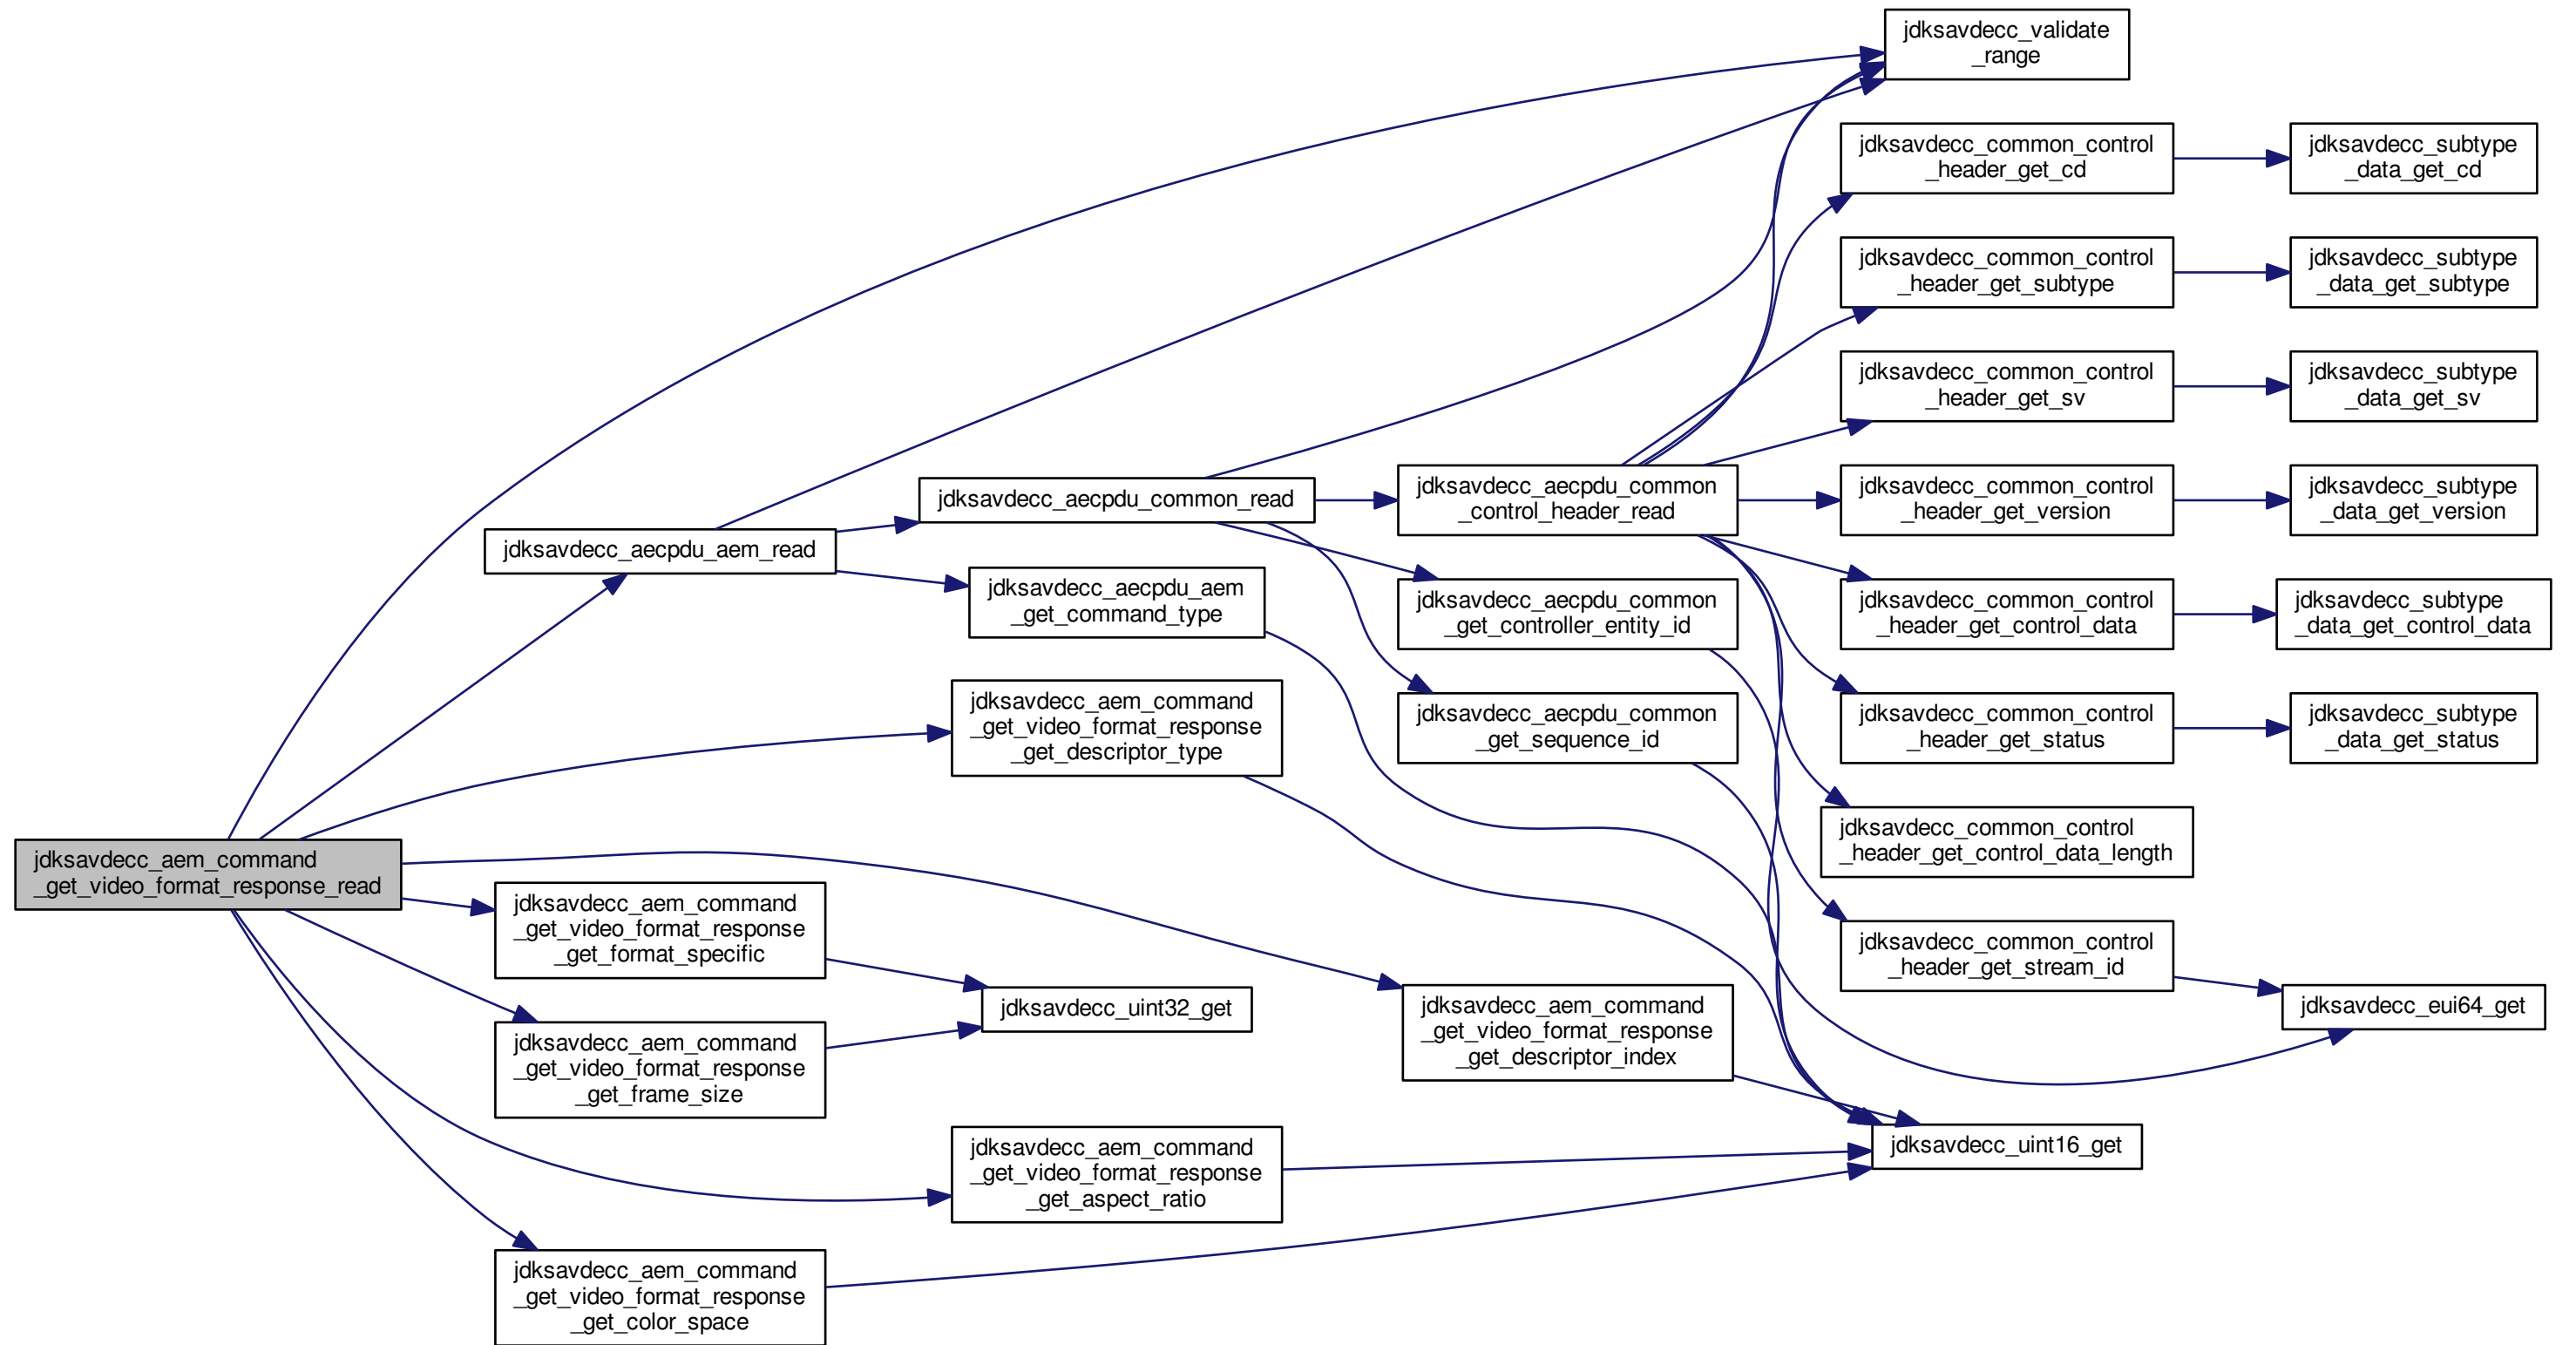 jdksavdecc_validate
_range
jdksavdecc_common_control
_header_get_cd
jdksavdecc_subtype
_data_get_cd
jdksavdecc_common_control
_header_get_subtype
jdksavdecc_subtype
_data_get_subtype
jdksavdecc_common_control
_header_get_sv
jdksavdecc_subtype
_data_get_sv
jdksavdecc_aecpdu_common_read
jdksavdecc_aecpdu_common
_control_header_read
jdksavdecc_common_control
_header_get_version
jdksavdecc_subtype
_data_get_version
jdksavdecc_aecpdu_aem_read
jdksavdecc_aecpdu_aem
_get_command_type
jdksavdecc_aecpdu_common
_get_controller_entity_id
jdksavdecc_common_control
_header_get_control_data
jdksavdecc_subtype
_data_get_control_data
jdksavdecc_aem_command
_get_video_format_response
_get_descriptor_type
jdksavdecc_aecpdu_common
_get_sequence_id
jdksavdecc_common_control
_header_get_status
jdksavdecc_subtype
_data_get_status
jdksavdecc_common_control
_header_get_control_data_length
jdksavdecc_aem_command
_get_video_format_response_read
jdksavdecc_aem_command
_get_video_format_response
_get_format_specific
jdksavdecc_common_control
_header_get_stream_id
jdksavdecc_uint32_get
jdksavdecc_eui64_get
jdksavdecc_aem_command
_get_video_format_response
_get_descriptor_index
jdksavdecc_aem_command
_get_video_format_response
_get_frame_size
jdksavdecc_uint16_get
jdksavdecc_aem_command
_get_video_format_response
_get_aspect_ratio
jdksavdecc_aem_command
_get_video_format_response
_get_color_space